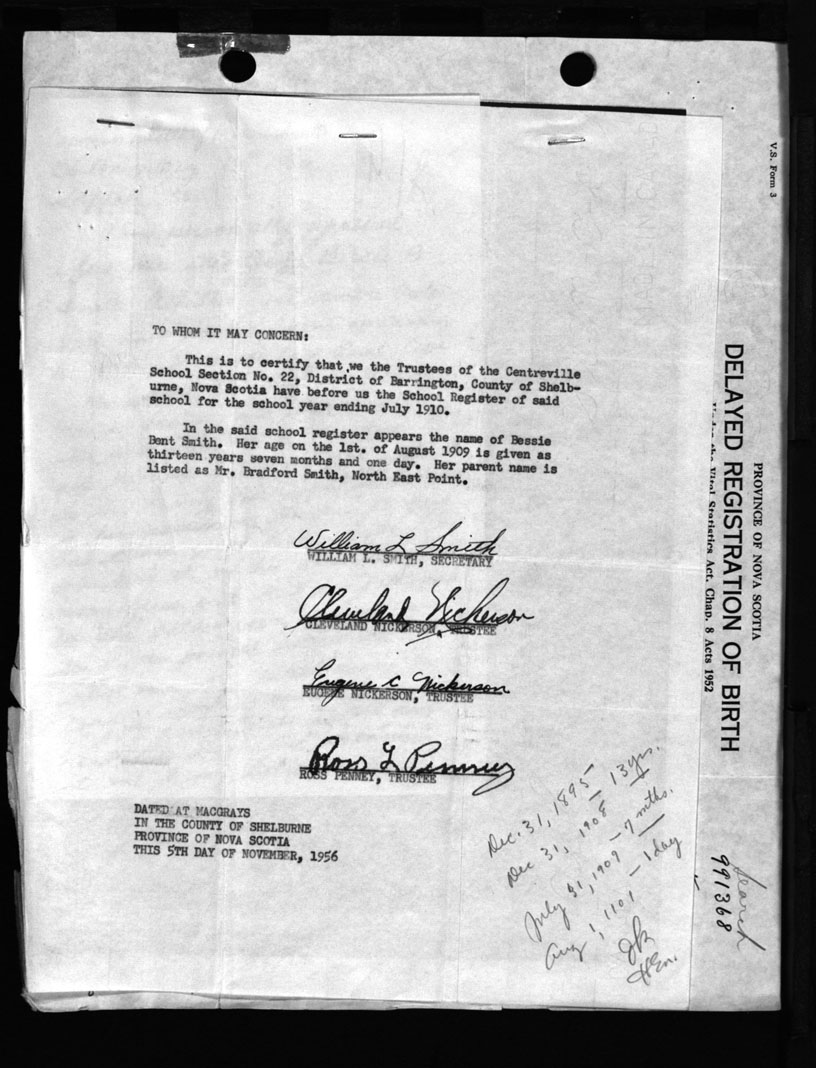 TO WHOM IT MAY CONCERN:
This is to certify that we the Trustees of the Centreville
School Section No. 22, District of Barrington, County of Shelb-
urne, Nova Scotia have before us the School Register of said
school for the school year ending July 1910.
In the said school register appears the name of Bessie
Bent Smith. Her age on the 1st. of August 1909 is given as
thirteen years seven months and one day. Her parent name is
listed as Mr. Bradford Smith, North East Point.
William L Smith
WILLIAM L. SMITH, SECRETARY
Cleveland Nickerson
CLEVELAND NICKERSON, TRUSTEE
Eugene C Nickerson
EUGENE NICKERSON, TRUSTEE
Ross L Penney
ROSS PENNEY, TRUSTEE
DATED AT MACGRAYS
IN THE COUNTY OF SHELBURNE
PROVINCE OF NOVA SCOTIA
THIS 5TH DAY OF NOVEMBER, 1956
Dec. 31, 1895
Dec 31, 1908 - 13 yrs.
July 31, 1909 - 7 mths.
Aug 1, - 1 day
V.S. Form 3
PROVINCE OF NOVA SCOTIA
DELAYED REGISTRATION OF BIRTH
Under the Vital Statistics Act, Chap. 8 Acts 1952
Search
991368